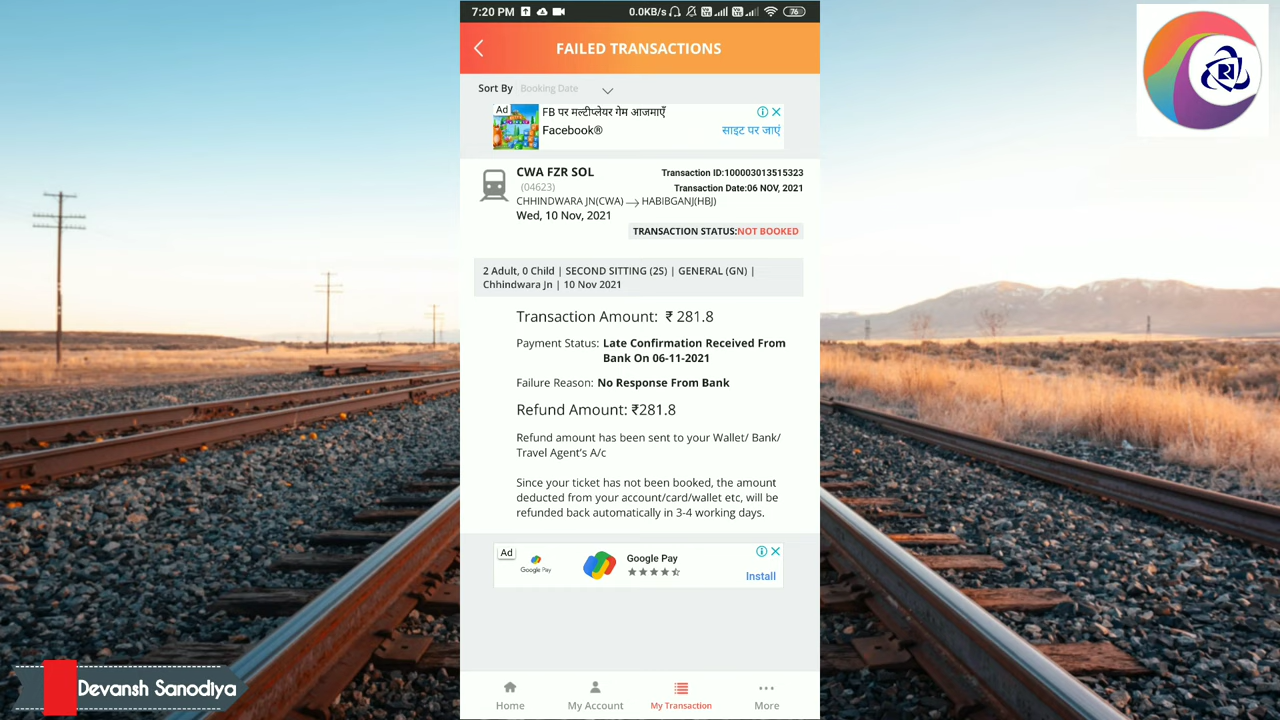 7:20 PM 0.0KB/s 76
FAILED TRANSACTIONS
Sort By Booking Date
Ad
FB पर मल्टीप्लेयर गेम आजमाएँ
Facebook® साइट पर जाएं
CWA FZR SOL Transaction ID:100003013515323
(04623) Transaction Date:06 NOV, 2021
CHHINDWARA JN(CWA) → HABIBGANJ(HBJ)
Wed, 10 Nov, 2021
TRANSACTION STATUS:NOT BOOKED
2 Adult, 0 Child | SECOND SITTING (2S) | GENERAL (GN) |
Chhindwara Jn | 10 Nov 2021
Transaction Amount: ₹ 281.8
Payment Status: Late Confirmation Received From
Bank On 06-11-2021
Failure Reason: No Response From Bank
Refund Amount: ₹281.8
Refund amount has been sent to your Wallet/ Bank/
Travel Agent's A/c
Since your ticket has not been booked, the amount
deducted from your account/card/wallet etc, will be
refunded back automatically in 3-4 working days.
Ad
Google Pay
Google Pay
Install
Home My Account My Transaction More
Devansh Sanodiya